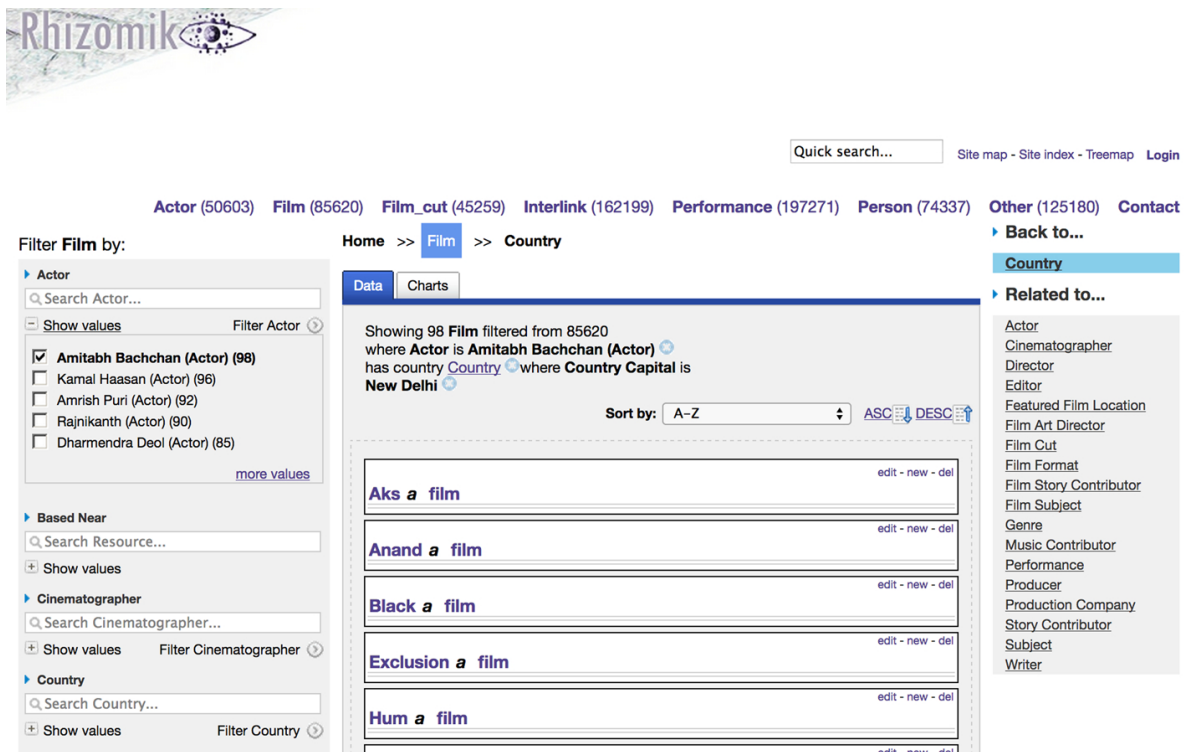 Rhizomik
Quick search...
Site map - Site index - Treemap Login
Actor (50603) Film (85620) Film_cut (45259) Interlink (162199) Performance (197271) Person (74337) Other (125180) Contact
Filter Film by:
Actor
Search Actor...
Show values Filter Actor
Amitabh Bachchan (Actor) (98)
Kamal Haasan (Actor) (96)
Amrish Puri (Actor) (92)
Rajnikanth (Actor) (90)
Dharmendra Deol (Actor) (85)
more values
Based Near
Search Resource...
Show values
Cinematographer
Search Cinematographer...
Show values Filter Cinematographer
Country
Search Country...
Show values Filter Country
Home >> Film >> Country
Data Charts
Showing 98 Film filtered from 85620
where Actor is Amitabh Bachchan (Actor)
has country Country where Country Capital is
New Delhi
Sort by: A-Z ASC DESC
edit - new - del
Aks a film
edit - new - del
Anand a film
edit - new - del
Black a film
edit - new - del
Exclusion a film
edit - new - del
Hum a film
edit - new - del
Back to...
Country
Related to...
Actor
Cinematographer
Director
Editor
Featured Film Location
Film Art Director
Film Cut
Film Format
Film Story Contributor
Film Subject
Genre
Music Contributor
Performance
Producer
Production Company
Story Contributor
Subject
Writer